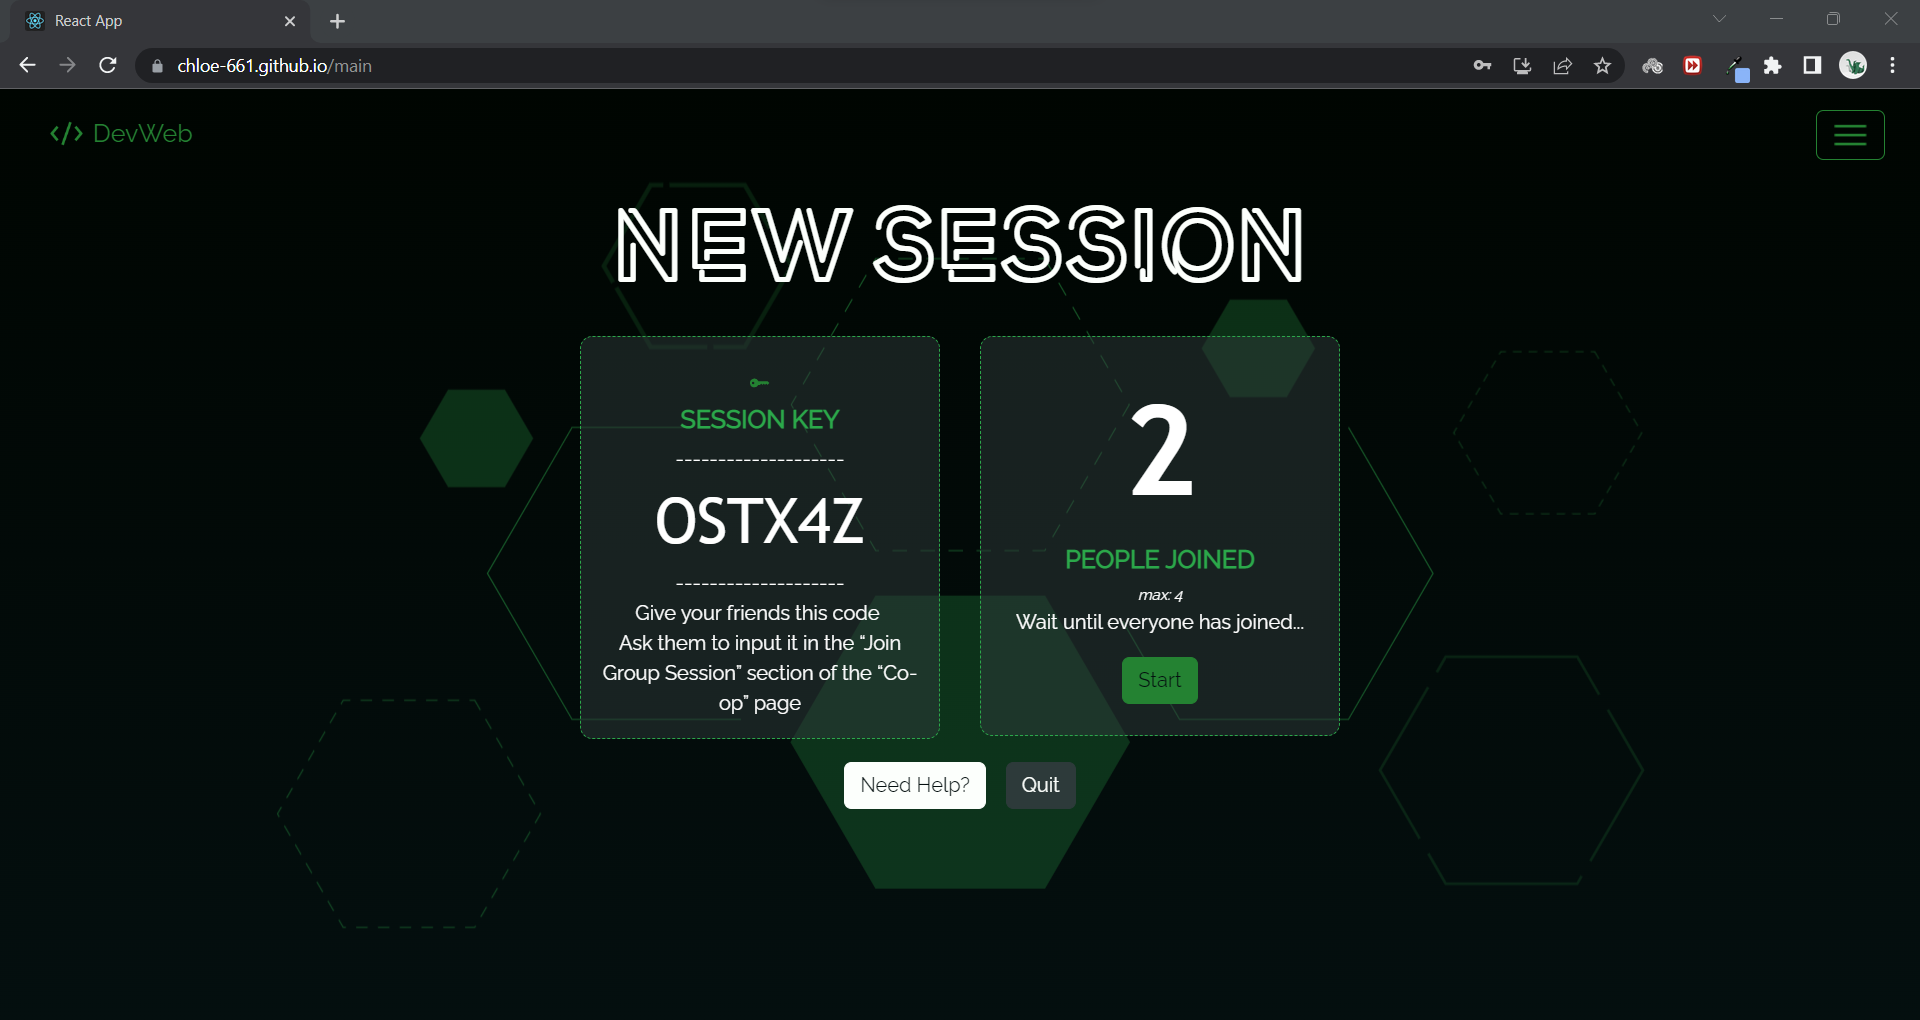 React App
chloe-661.github.io/main
</> DevWeb
NEW SESSION
SESSION KEY
--------------------
OSTX4Z
--------------------
Give your friends this code
Ask them to input it in the “Join
Group Session” section of the “Co-
op” page
2
PEOPLE JOINED
max: 4
Wait until everyone has joined...
Start
Need Help?
Quit